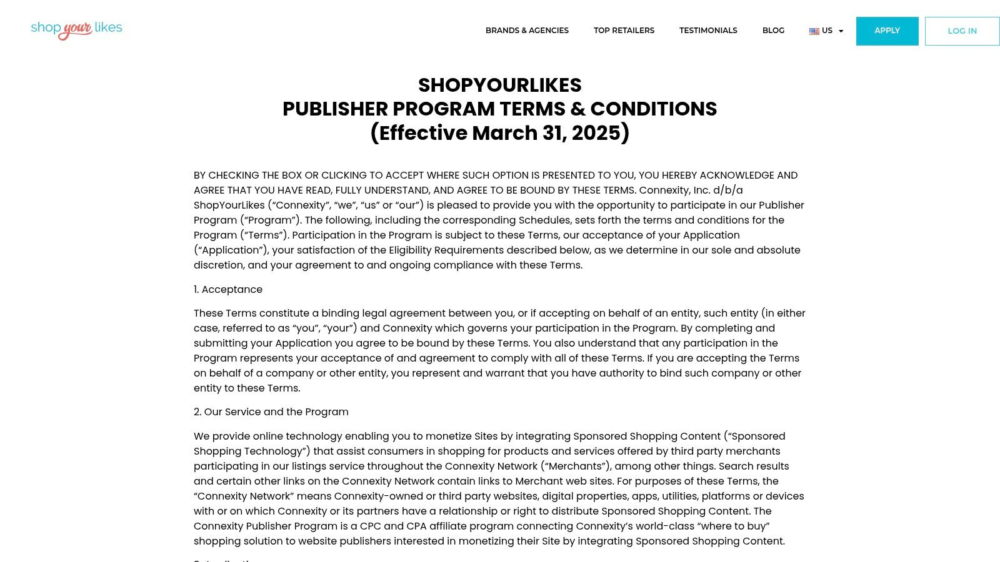 shop your likes
BRANDS & AGENCIES
TOP RETAILERS
TESTIMONIALS
BLOG
US
APPLY
LOG IN
SHOPYOURLIKES
PUBLISHER PROGRAM TERMS & CONDITIONS
(Effective March 31, 2025)
BY CHECKING THE BOX OR CLICKING TO ACCEPT WHERE SUCH OPTION IS PRESENTED TO YOU, YOU HEREBY ACKNOWLEDGE AND
AGREE THAT YOU HAVE READ, FULLY UNDERSTAND, AND AGREE TO BE BOUND BY THESE TERMS. Connexity, Inc. d/b/a
ShopYourLikes (“Connexity”, “we”, “us” or “our”) is pleased to provide you with the opportunity to participate in our Publisher
Program (“Program”). The following, including the corresponding Schedules, sets forth the terms and conditions for the
Program (“Terms”). Participation in the Program is subject to these Terms, our acceptance of your Application
(“Application”), your satisfaction of the Eligibility Requirements described below, as we determine in our sole and absolute
discretion, and your agreement to and ongoing compliance with these Terms.
1. Acceptance
These Terms constitute a binding legal agreement between you, or if accepting on behalf of an entity, such entity (in either
case, referred to as “you”, “your”) and Connexity which governs your participation in the Program. By completing and
submitting your Application you agree to be bound by these Terms. You also understand that any participation in the
Program represents your acceptance of and agreement to comply with all of these Terms. If you are accepting the Terms
on behalf of a company or other entity, you represent and warrant that you have authority to bind such company or other
entity to these Terms.
2. Our Service and the Program
We provide online technology enabling you to monetize Sites by integrating Sponsored Shopping Content (“Sponsored
Shopping Technology”) that assist consumers in shopping for products and services offered by third party merchants
participating in our listings service throughout the Connexity Network (“Merchants”), among other things. Search results
and certain other links on the Connexity Network contain links to Merchant web sites. For purposes of these Terms, the
“Connexity Network” means Connexity-owned or third party websites, digital properties, apps, utilities, platforms or devices
with or on which Connexity or its partners have a relationship or right to distribute Sponsored Shopping Content. The
Connexity Publisher Program is a CPC and CPA affiliate program connecting Connexity’s world-class “where to buy”
shopping solution to website publishers interested in monetizing their Site by integrating Sponsored Shopping Content.